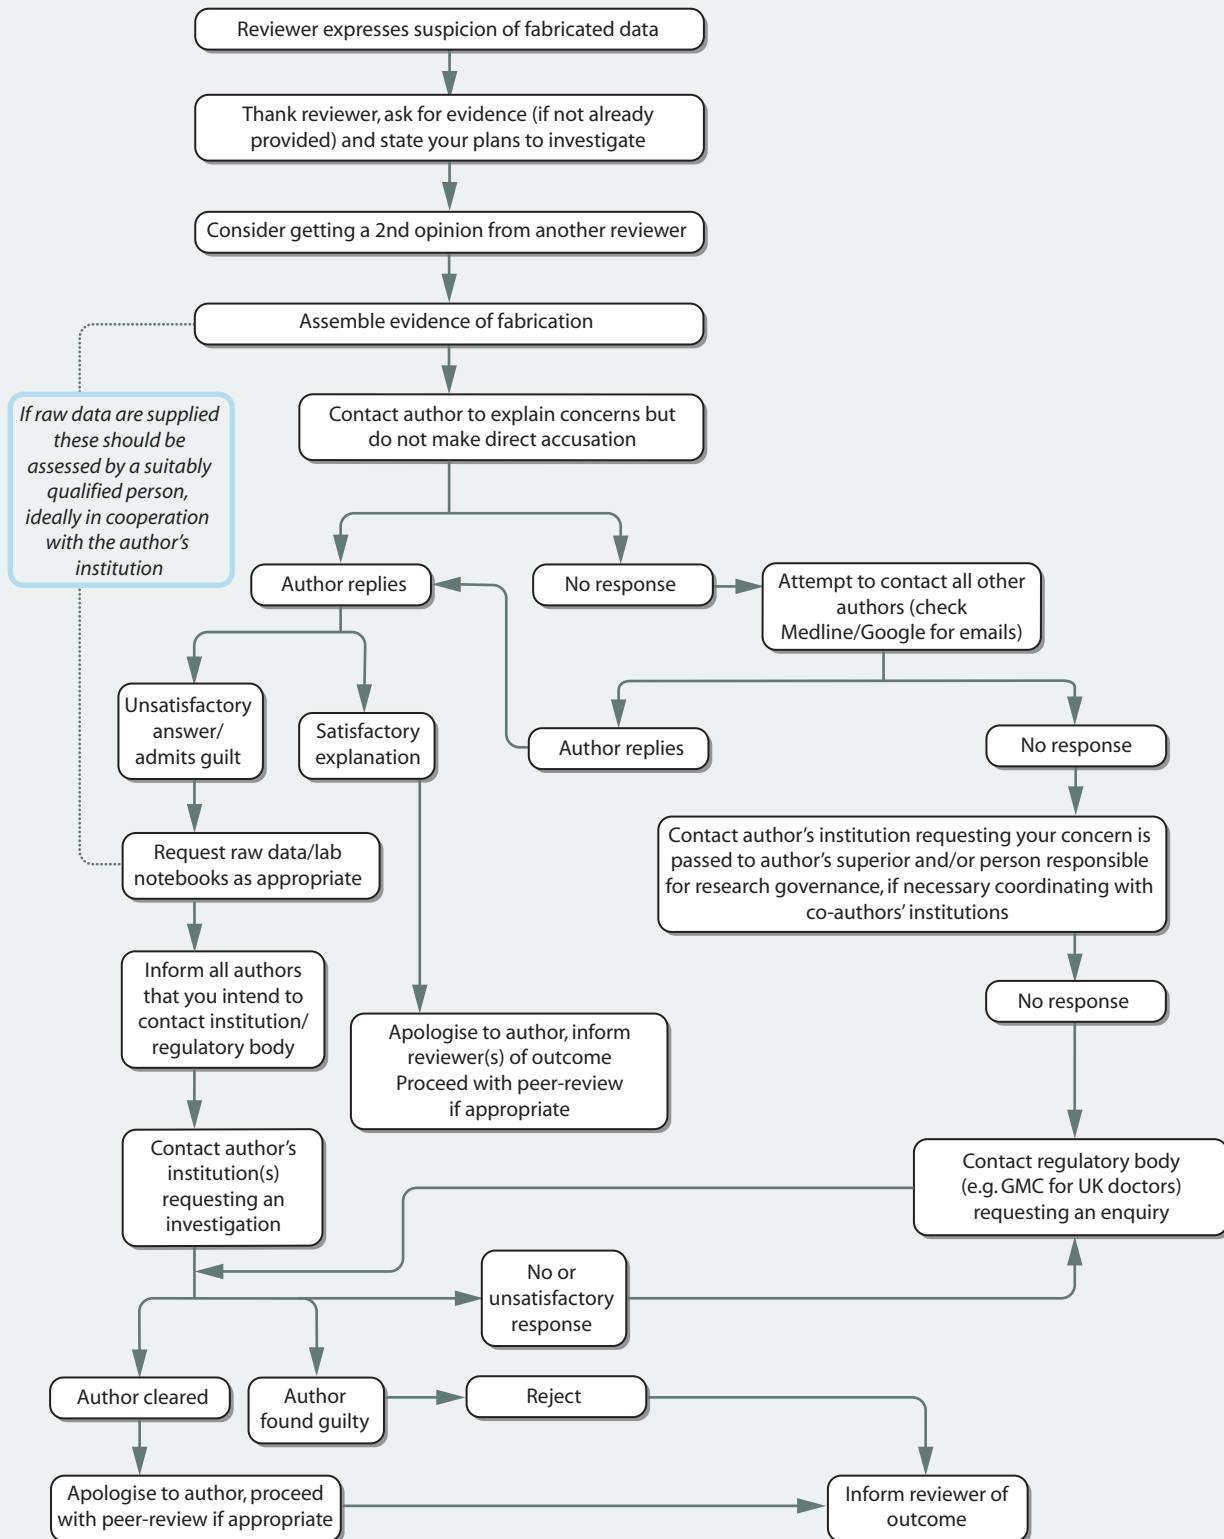 Reviewer expresses suspicion of fabricated data
Thank reviewer, ask for evidence (if not already
provided) and state your plans to investigate
Consider getting a 2nd opinion from another reviewer
Assemble evidence of fabrication
Contact author to explain concerns but
do not make direct accusation
If raw data are supplied
these should be
assessed by a suitably
qualified person,
ideally in cooperation
with the author’s
institution
Author replies
No response
Attempt to contact all other
authors (check
Medline/Google for emails)
Unsatisfactory
answer/
admits guilt
Satisfactory
explanation
Author replies
No response
Request raw data/lab
notebooks as appropriate
Contact author’s institution requesting your concern is
passed to author’s superior and/or person responsible
for research governance, if necessary coordinating with
co-authors’ institutions
Inform all authors
that you intend to
contact institution/
regulatory body
No response
Apologise to author, inform
reviewer(s) of outcome
Proceed with peer-review
if appropriate
Contact author’s
institution(s)
requesting an
investigation
Contact regulatory body
(e.g. GMC for UK doctors)
requesting an enquiry
No or
unsatisfactory
response
Author cleared
Author
found guilty
Reject
Apologise to author, proceed
with peer-review if appropriate
Inform reviewer of
outcome